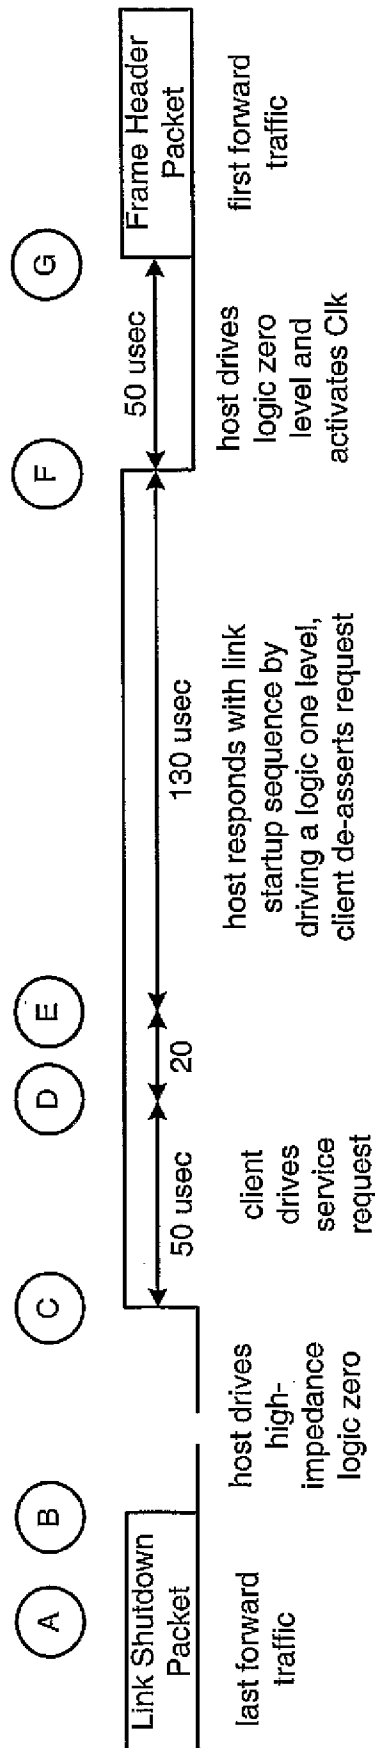 A
B
C
D
E
F
G
Link Shutdown
Packet
50 usec
20
130 usec
50 usec
Frame Header
Packet
last forward
traffic
host drives
high-
impedance
logic zero
client
drives
service
request
host responds with link
startup sequence by
driving a logic one level,
client de-asserts request
host drives
logic zero
level and
activates Clk
first forward
traffic